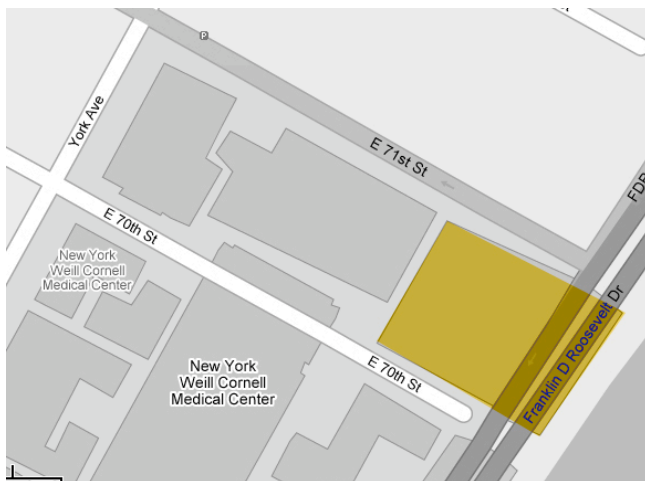 P
York Ave
E 71st St
FDR
E 70th St
New York
Weill Cornell
Medical Center
Franklin D Roosevelt Dr
New York
Weill Cornell
Medical Center
E 70th St